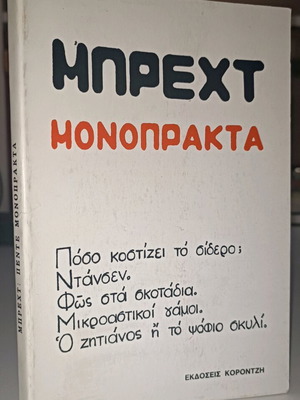 ΜΠΡΕΧΤ
ΜΟΝΟΠΡΑΚΤΑ
Πόσο κοστίζει τό σίδερο;
Ντάνσεν.
Φῶς στά σκοτάδια.
Μικροαστικοί γάμοι.
Ὁ ζητιάνος ἤ τό ψόφιο σκυλί.
ΕΚΔΟΣΕΙΣ ΚΟΡΟΝΤΖΗ
ΜΠΡΕΧΤ: ΠΕΝΤΕ ΜΟΝΟΠΡΑΚΤΑ